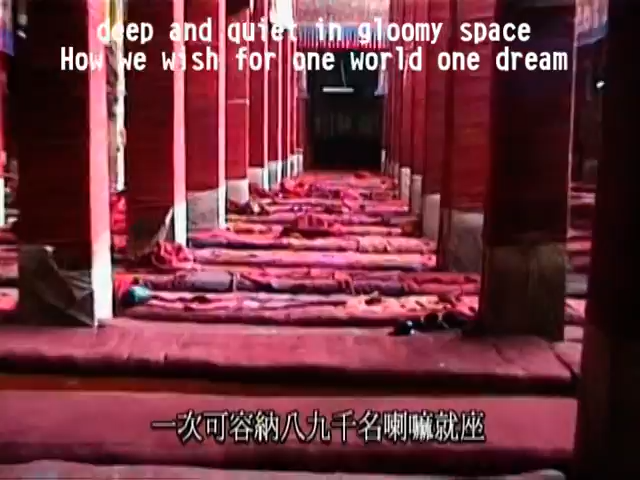 deep and quiet in gloomy space
How we wish for one world one dream
一次可容納八九千名喇嘛就座